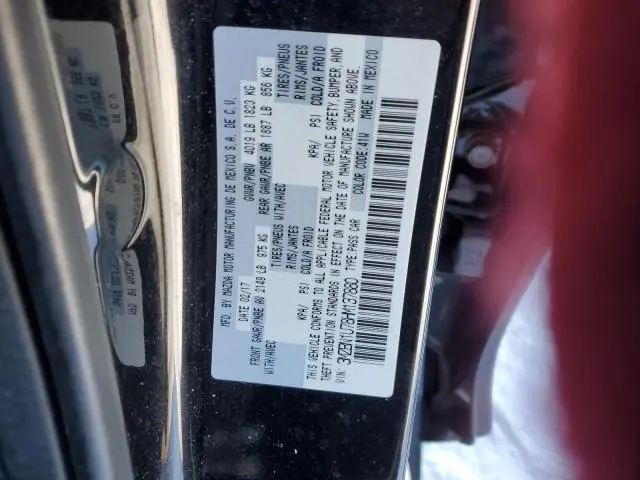 MFD. BY MAZDA MOTOR MANUFACTURING DE MEXICO S.A. DE C.V.
DATE 02/17 GVWR/PNBV 4019 LB 1823 KG
FRONT GAWR/PNBE AV 2149 LB 975 KG REAR GAWR/PNBE AR 1887 LB 856 KG
WITH/AVEC TIRES/PNEUS WITH/AVEC TIRES/PNEUS
RIMS/JANTES RIMS/JANTES
KPA/ PSI COLD/A FROID KPA/ PSI COLD/A FROID
THIS VEHICLE CONFORMS TO ALL APPLICABLE FEDERAL MOTOR VEHICLE SAFETY, BUMPER, AND
THEFT PREVENTION STANDARDS IN EFFECT ON THE DATE OF MANUFACTURE SHOWN ABOVE.
VIN: 3MZBN1U78HM137880 TYPE:PASS CAR COLOR CODE:41W MADE IN MEXICO